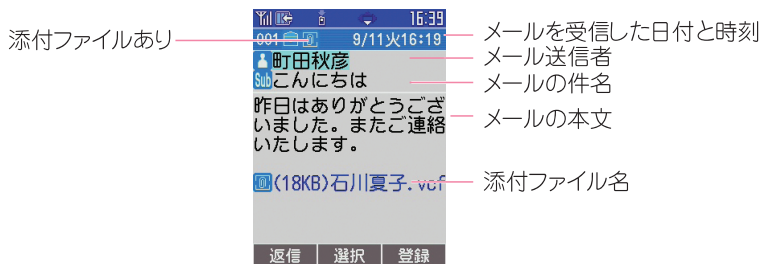 16:39
添付ファイルあり
001 9/11火16:19
メールを受信した日付と時刻
町田秋彦
メール送信者
Sub こんにちは
メールの件名
昨日はありがとうござ
いました。またご連絡
いたします。
メールの本文
(18KB)石川夏子.vcf
添付ファイル名
返信 選択 登録